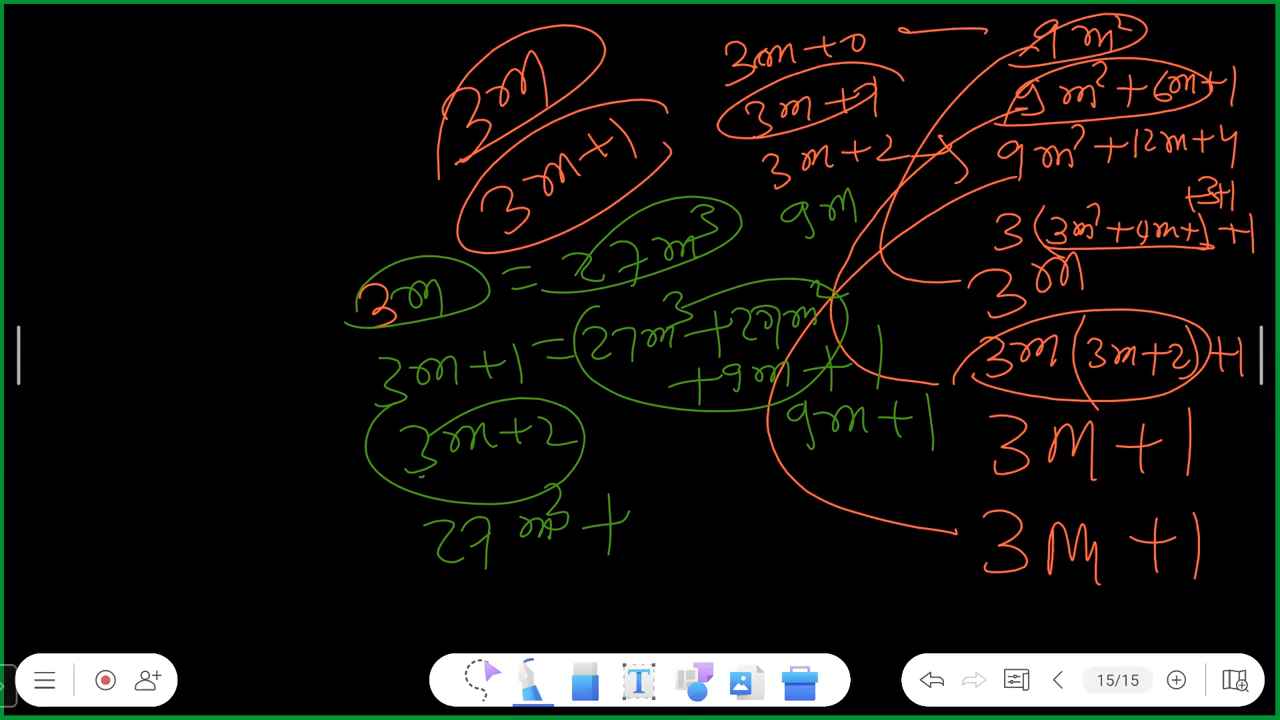 3m
3m+1
3m+0 — 9m²
3m+1 9m²+6m+1
3m+2 9m²+12m+4
+3+1
9m
3(3m²+4m+1)+1
3m = 27m³
3m
3m+1 = 27m³+27m²
+9m+1
3m(3m+2)+1
3m+2
9m+1
3m+1
27m³+
3m+1
15/15